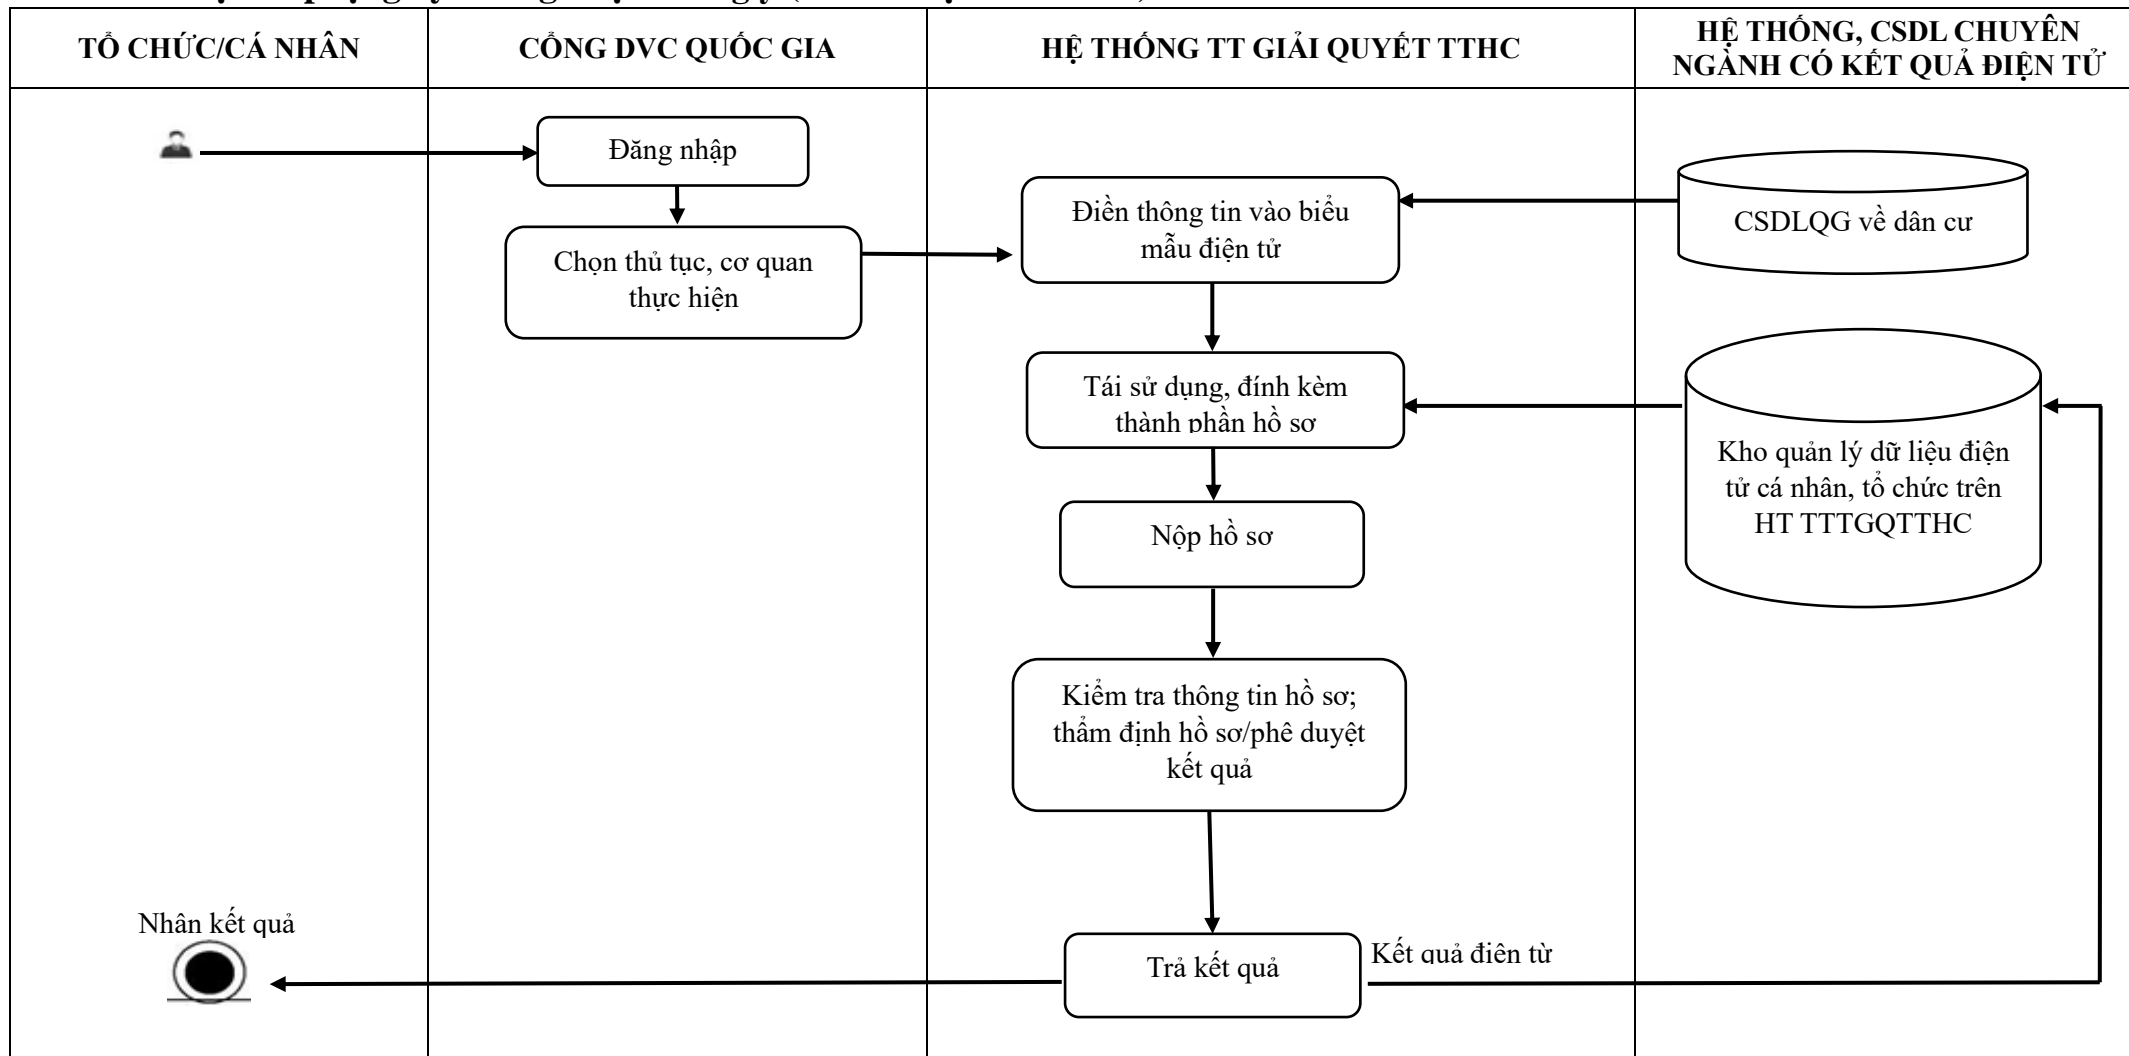 TỔ CHỨC/CÁ NHÂN
CỔNG DVC QUỐC GIA
HỆ THỐNG TT GIẢI QUYẾT TTHC
HỆ THỐNG, CSDL CHUYÊN
NGÀNH CÓ KẾT QUẢ ĐIỆN TỬ
Đăng nhập
Chọn thủ tục, cơ quan
thực hiện
Điền thông tin vào biểu
mẫu điện tử
CSDLQG về dân cư
Tái sử dụng, đính kèm
thành phần hồ sơ
Kho quản lý dữ liệu điện
tử cá nhân, tổ chức trên
HT TTTGQTTHC
Nộp hồ sơ
Kiểm tra thông tin hồ sơ;
thẩm định hồ sơ/phê duyệt
kết quả
Nhân kết quả
Trả kết quả
Kết quả điện từ